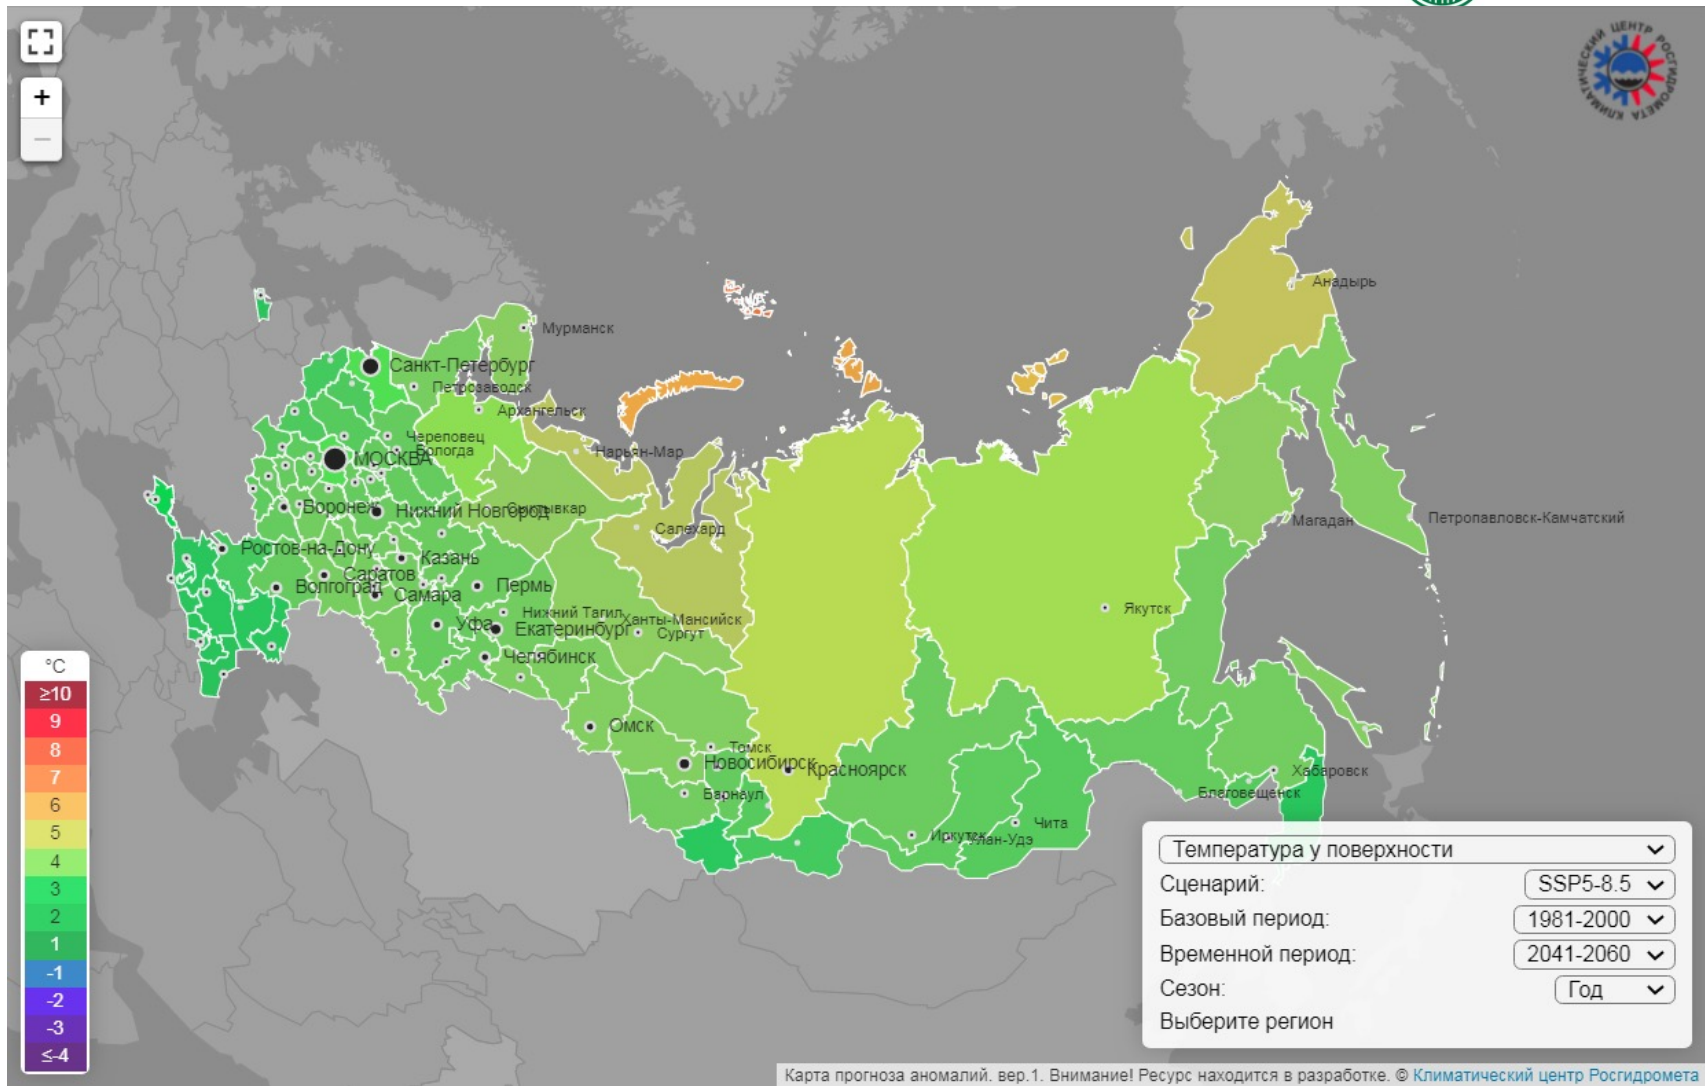 КЛИМАТИЧЕСКИЙ ЦЕНТР РОСГИДРОМЕТА
+
−
Анадырь
Мурманск
Санкт-Петербург
Петрозаводск
Архангельск
Череповец
Вологда
МОСКВА
Нарьян-Мар
Воронеж
Нижний Новгород
Сыктывкар
Салехард
Магадан
Петропавловск-Камчатский
Ростов-на-Дону
Казань
Саратов
Волгоград
Самара
Пермь
Якутск
Нижний Тагил
Ханты-Мансийск
Уфа
Екатеринбург
Сургут
Челябинск
Омск
Томск
Новосибирск
Красноярск
Хабаровск
Барнаул
Благовещенск
Чита
Иркутск
Улан-Удэ
°C
≥10
9
8
7
6
5
4
3
2
1
-1
-2
-3
≤-4
Температура у поверхности
Сценарий: SSP5-8.5
Базовый период: 1981-2000
Временной период: 2041-2060
Сезон: Год
Выберите регион
Карта прогноза аномалий. вер.1. Внимание! Ресурс находится в разработке. © Климатический центр Росгидромета